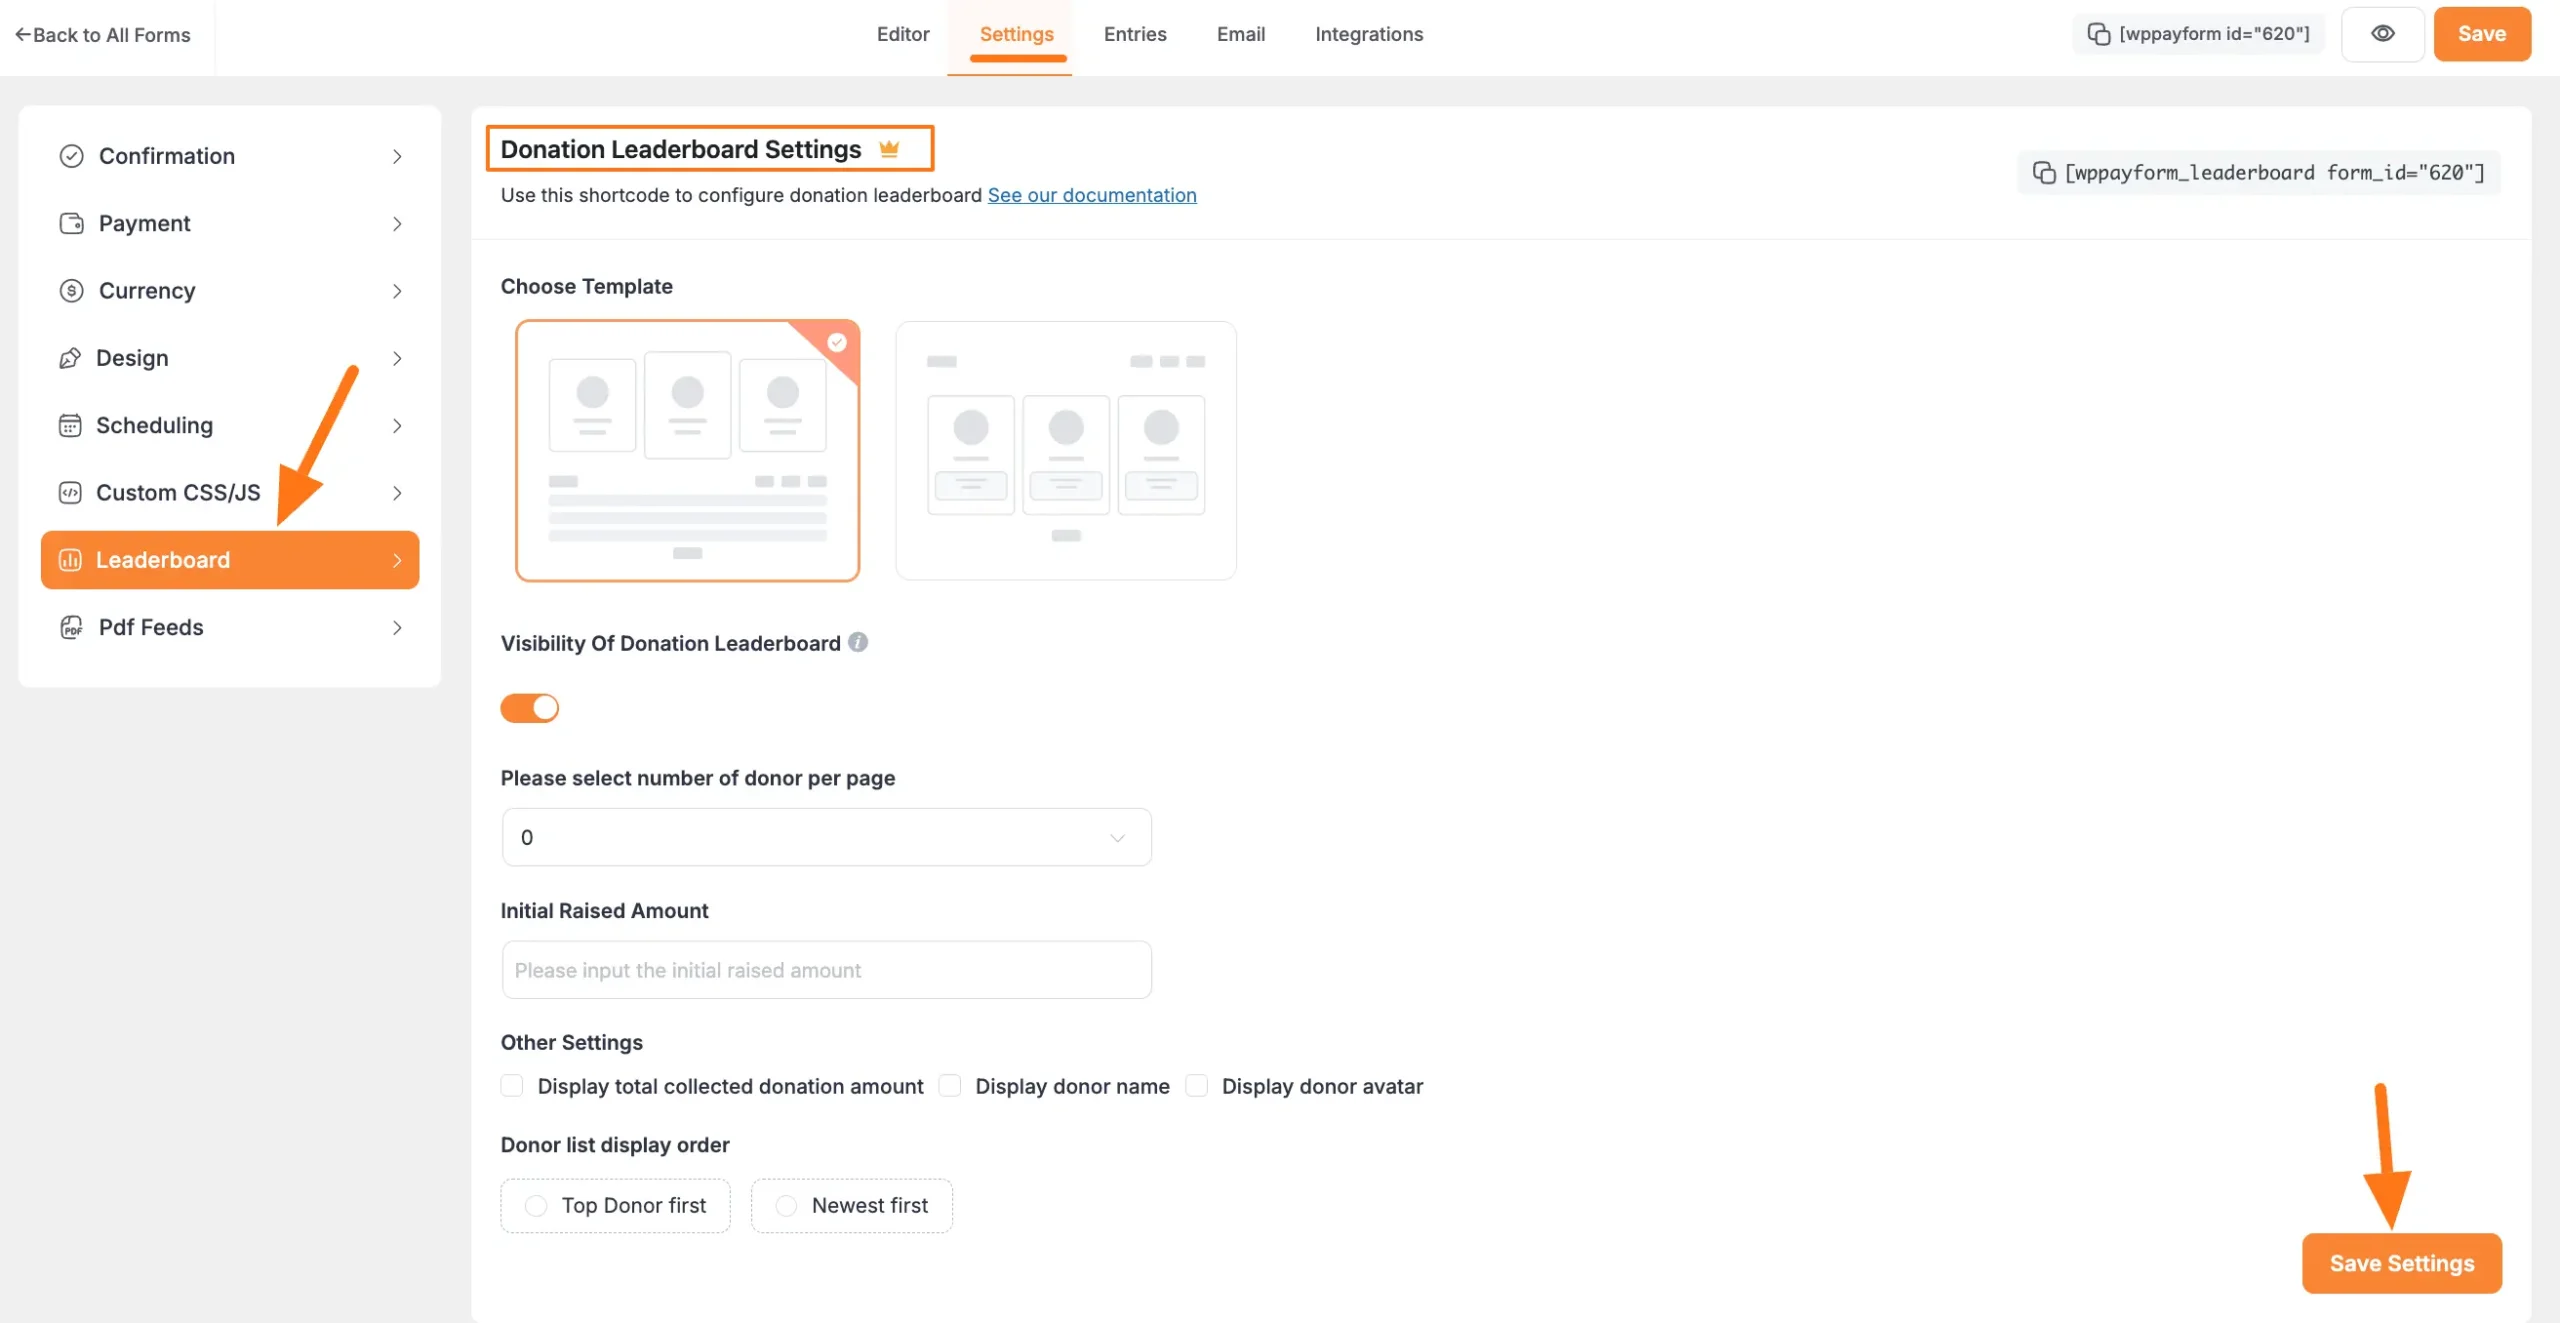 Back to All Forms
Editor
Settings
Entries
Email
Integrations
[wppayform id="620"]
Save
Confirmation
Payment
Currency
Design
Scheduling
Custom CSS/JS
Leaderboard
Pdf Feeds
Donation Leaderboard Settings
Use this shortcode to configure donation leaderboard See our documentation
[wppayform_leaderboard form_id="620"]
Choose Template
Visibility Of Donation Leaderboard
Please select number of donor per page
0
Initial Raised Amount
Please input the initial raised amount
Other Settings
Display total collected donation amount
Display donor name
Display donor avatar
Donor list display order
Top Donor first
Newest first
Save Settings